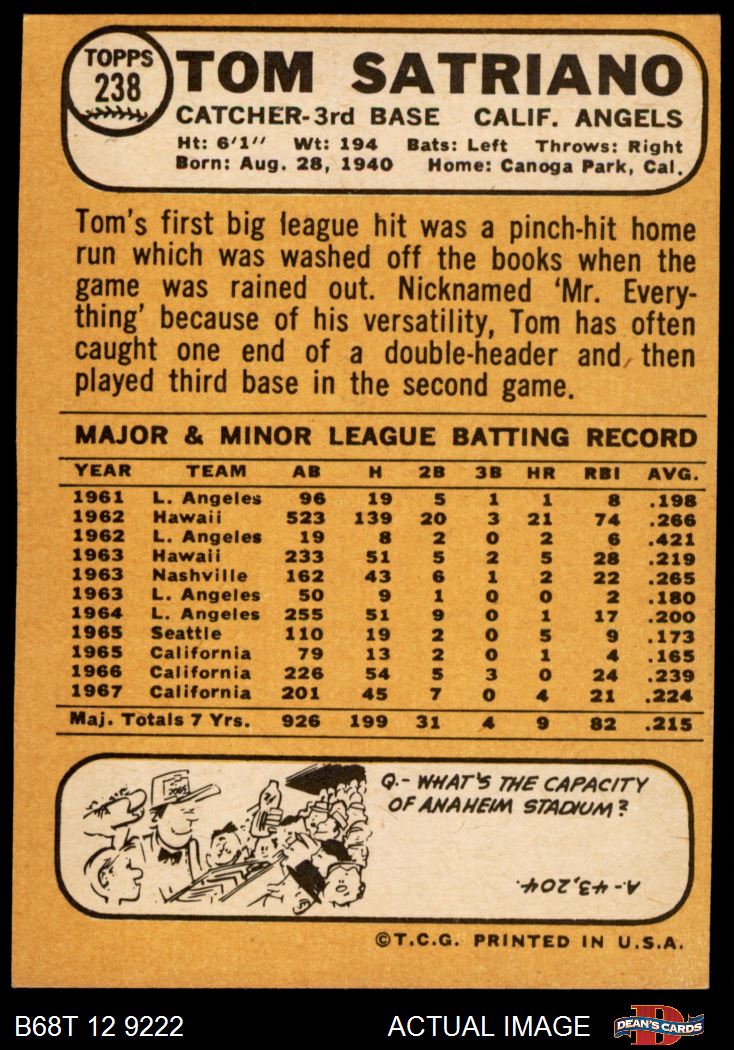 TOPPS
238
TOM SATRIANO
CATCHER-3rd BASE CALIF. ANGELS
Ht: 6'1'' Wt: 194 Bats: Left Throws: Right
Born: Aug. 28, 1940 Home: Canoga Park, Cal.
Tom's first big league hit was a pinch-hit home
run which was washed off the books when the
game was rained out. Nicknamed 'Mr. Every-
thing' because of his versatility, Tom has often
caught one end of a double-header and then
played third base in the second game.
MAJOR & MINOR LEAGUE BATTING RECORD
YEAR TEAM AB H 2B 3B HR RBI AVG.
1961 L. Angeles 96 19 5 1 1 8 .198
1962 Hawaii 523 139 20 3 21 74 .266
1962 L. Angeles 19 8 2 0 2 6 .421
1963 Hawaii 233 51 5 2 5 28 .219
1963 Nashville 162 43 6 1 2 22 .265
1963 L. Angeles 50 9 1 0 0 2 .180
1964 L. Angeles 255 51 9 0 1 17 .200
1965 Seattle 110 19 2 0 5 9 .173
1965 California 79 13 2 0 1 4 .165
1966 California 226 54 5 3 0 24 .239
1967 California 201 45 7 0 4 21 .224
Maj. Totals 7 Yrs. 926 199 31 4 9 82 .215
Q.- WHAT'S THE CAPACITY
OF ANAHEIM STADIUM?
A.- 43,204.
©T.C.G. PRINTED IN U.S.A.
B68T 12 9222 ACTUAL IMAGE
DEAN'S CARDS